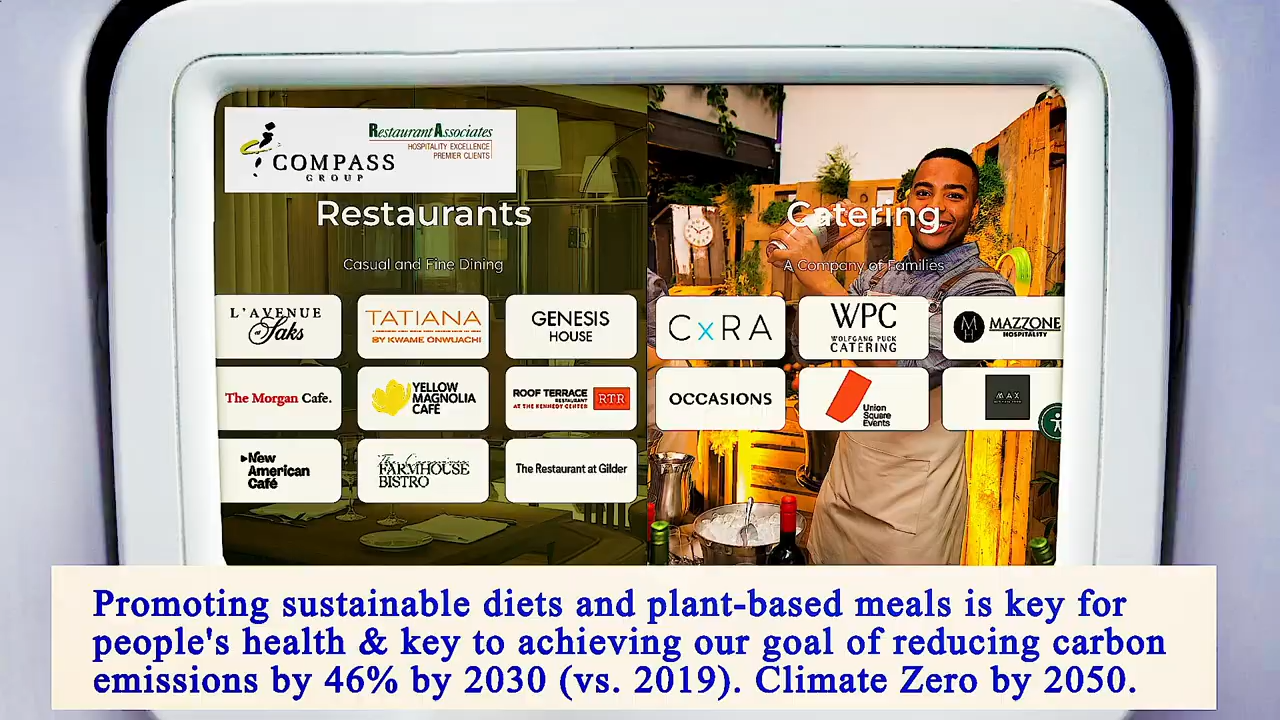 COMPASS
GROUP
Restaurant Associates
HOSPITALITY EXCELLENCE
PREMIER CLIENTS
Restaurants
Casual and Fine Dining
L'AVENUE
Saks
TATIANA
BY KWAME ONWUACHI
GENESIS
HOUSE
The Morgan Cafe.
YELLOW
MAGNOLIA
CAFÉ
ROOF TERRACE
RESTAURANT
AT THE KENNEDY CENTER
RTR
New
American
Café
FARMHOUSE
BISTRO
The Restaurant at Gilder
Catering
A Company of Families
CxRA
WPC
WOLFGANG PUCK
CATERING
M
H
MAZZONE
HOSPITALITY
OCCASIONS
Union
Square
Events
MAX
Promoting sustainable diets and plant-based meals is key for
people's health & key to achieving our goal of reducing carbon
emissions by 46% by 2030 (vs. 2019). Climate Zero by 2050.